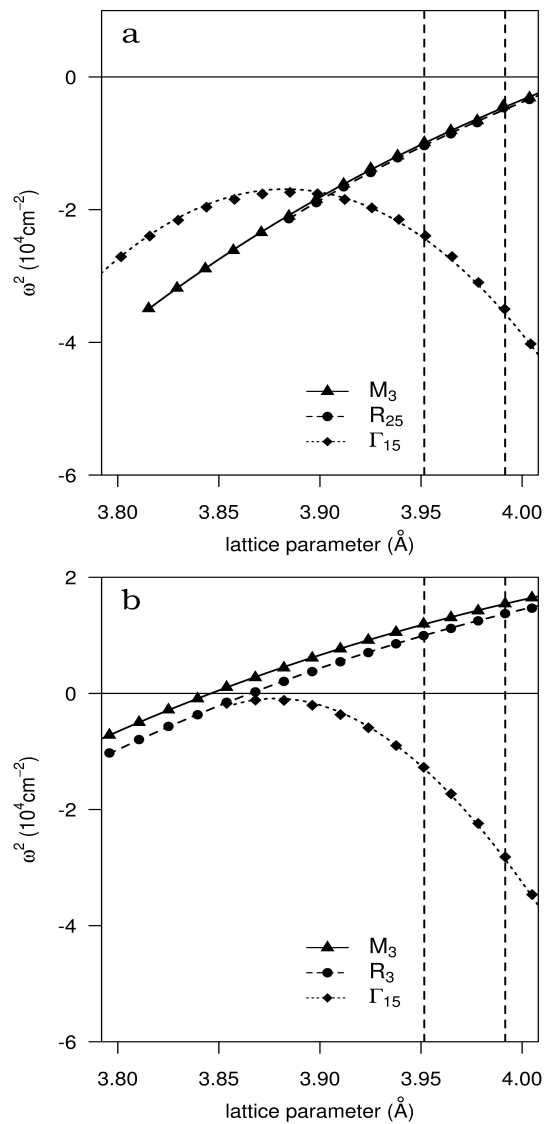 a
0
-2
-4
-6
ω² (10⁴cm⁻²)
M₃
R₂₅
Γ₁₅
3.80 3.85 3.90 3.95 4.00
lattice parameter (Å)
b
2
0
-2
-4
-6
ω² (10⁴cm⁻²)
M₃
R₃
Γ₁₅
3.80 3.85 3.90 3.95 4.00
lattice parameter (Å)